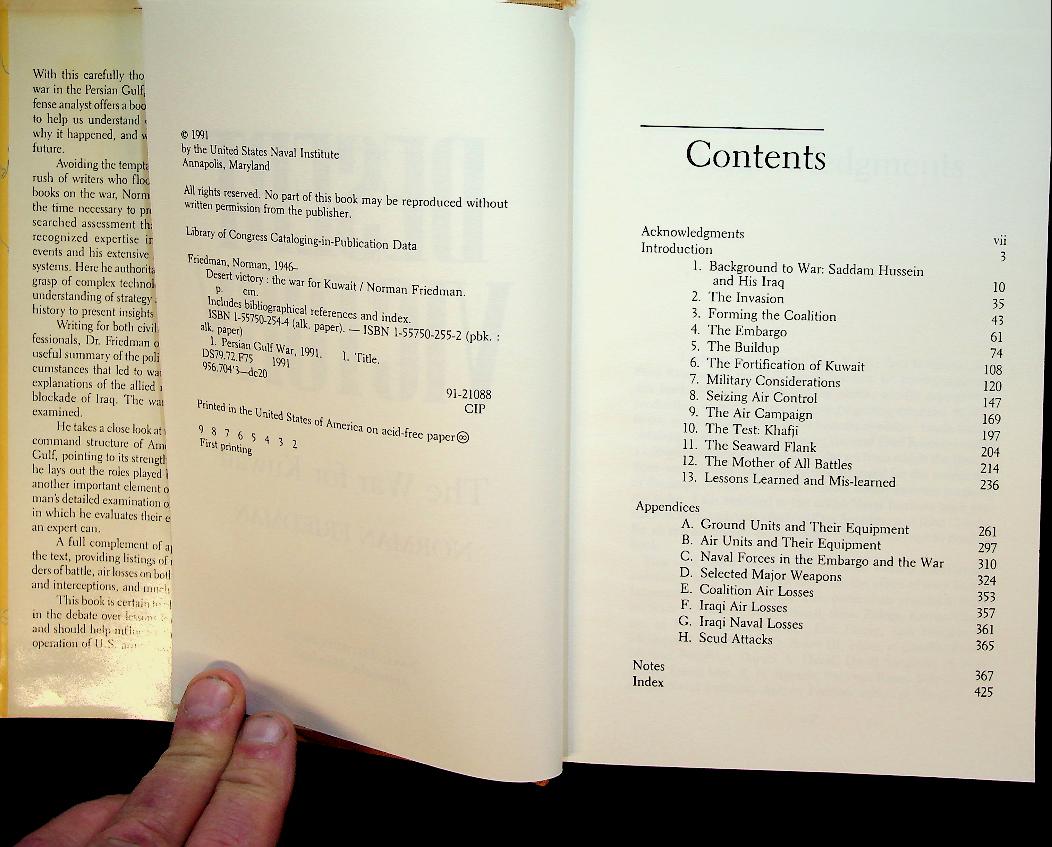 With this carefully tho
war in the Persian Gulf,
fense analyst offers a boo
to help us understand
why it happened, and w
future.
Avoiding the tempta
rush of writers who floo
books on the war, Norm
the time necessary to pr
searched assessment tha
recognized expertise in
events and his extensive
systems. Here he authorita
grasp of complex technol
understanding of strategy
history to present insights
Writing for both civil
fessionals, Dr. Friedman o
useful summary of the poli
cumstances that led to wa
explanations of the allied
blockade of Iraq. The wa
examined.
He takes a close look at
command structure of Am
Gulf, pointing to its strength
he lays out the roles played
another important element o
man's detailed examination o
in which he evaluates their e
an expert can.
A full complement of a
the text, providing listings of
ders of battle, air losses on both
and interceptions, and much
This book is certain to
in the debate over lessons
and should help influ
operation of U.S.
© 1991
by the United States Naval Institute
Annapolis, Maryland
All rights reserved. No part of this book may be reproduced without
written permission from the publisher.
Library of Congress Cataloging-in-Publication Data
Friedman, Norman, 1946–
Desert victory : the war for Kuwait / Norman Friedman.
p. cm.
Includes bibliographical references and index.
ISBN 1-55750-254-4 (alk. paper). — ISBN 1-55750-255-2 (pbk. :
alk. paper)
1. Persian Gulf War, 1991. I. Title.
DS79.72.F75 1991
956.704'3—dc20
91-21088
CIP
Printed in the United States of America on acid-free paper ♾
9 8 7 6 5 4 3 2
First printing
Contents
Acknowledgments vii
Introduction 3
1. Background to War: Saddam Hussein
and His Iraq 10
2. The Invasion 35
3. Forming the Coalition 43
4. The Embargo 61
5. The Buildup 74
6. The Fortification of Kuwait 108
7. Military Considerations 120
8. Seizing Air Control 147
9. The Air Campaign 169
10. The Test: Khafji 197
11. The Seaward Flank 204
12. The Mother of All Battles 214
13. Lessons Learned and Mis-learned 236
Appendices
A. Ground Units and Their Equipment 261
B. Air Units and Their Equipment 297
C. Naval Forces in the Embargo and the War 310
D. Selected Major Weapons 324
E. Coalition Air Losses 353
F. Iraqi Air Losses 357
G. Iraqi Naval Losses 361
H. Scud Attacks 365
Notes 367
Index 425